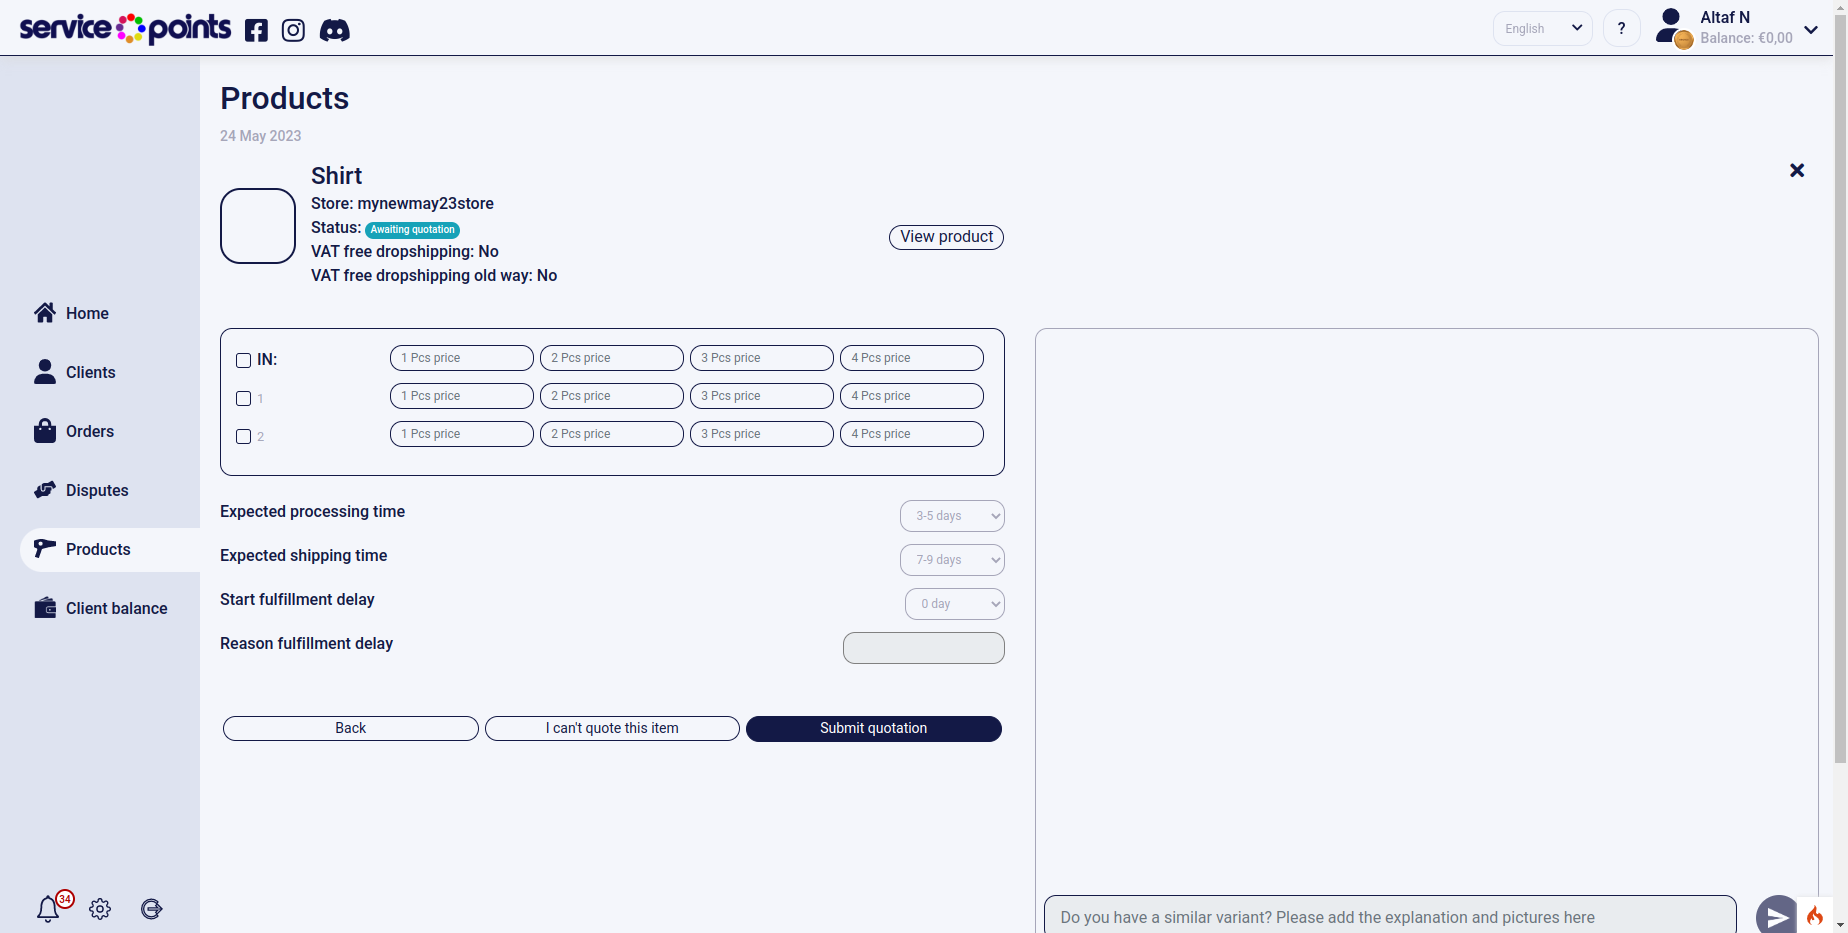 service points
English
?
Altaf N
Balance: €0,00
Products
24 May 2023
Shirt
Store: mynewmay23store
Status: Awaiting quotation
VAT free dropshipping: No
VAT free dropshipping old way: No
View product
Home
Clients
Orders
Disputes
Products
Client balance
34
IN: 1 Pcs price 2 Pcs price 3 Pcs price 4 Pcs price
1 1 Pcs price 2 Pcs price 3 Pcs price 4 Pcs price
2 1 Pcs price 2 Pcs price 3 Pcs price 4 Pcs price
Expected processing time 3-5 days
Expected shipping time 7-9 days
Start fulfillment delay 0 day
Reason fulfillment delay
Back I can't quote this item Submit quotation
Do you have a similar variant? Please add the explanation and pictures here